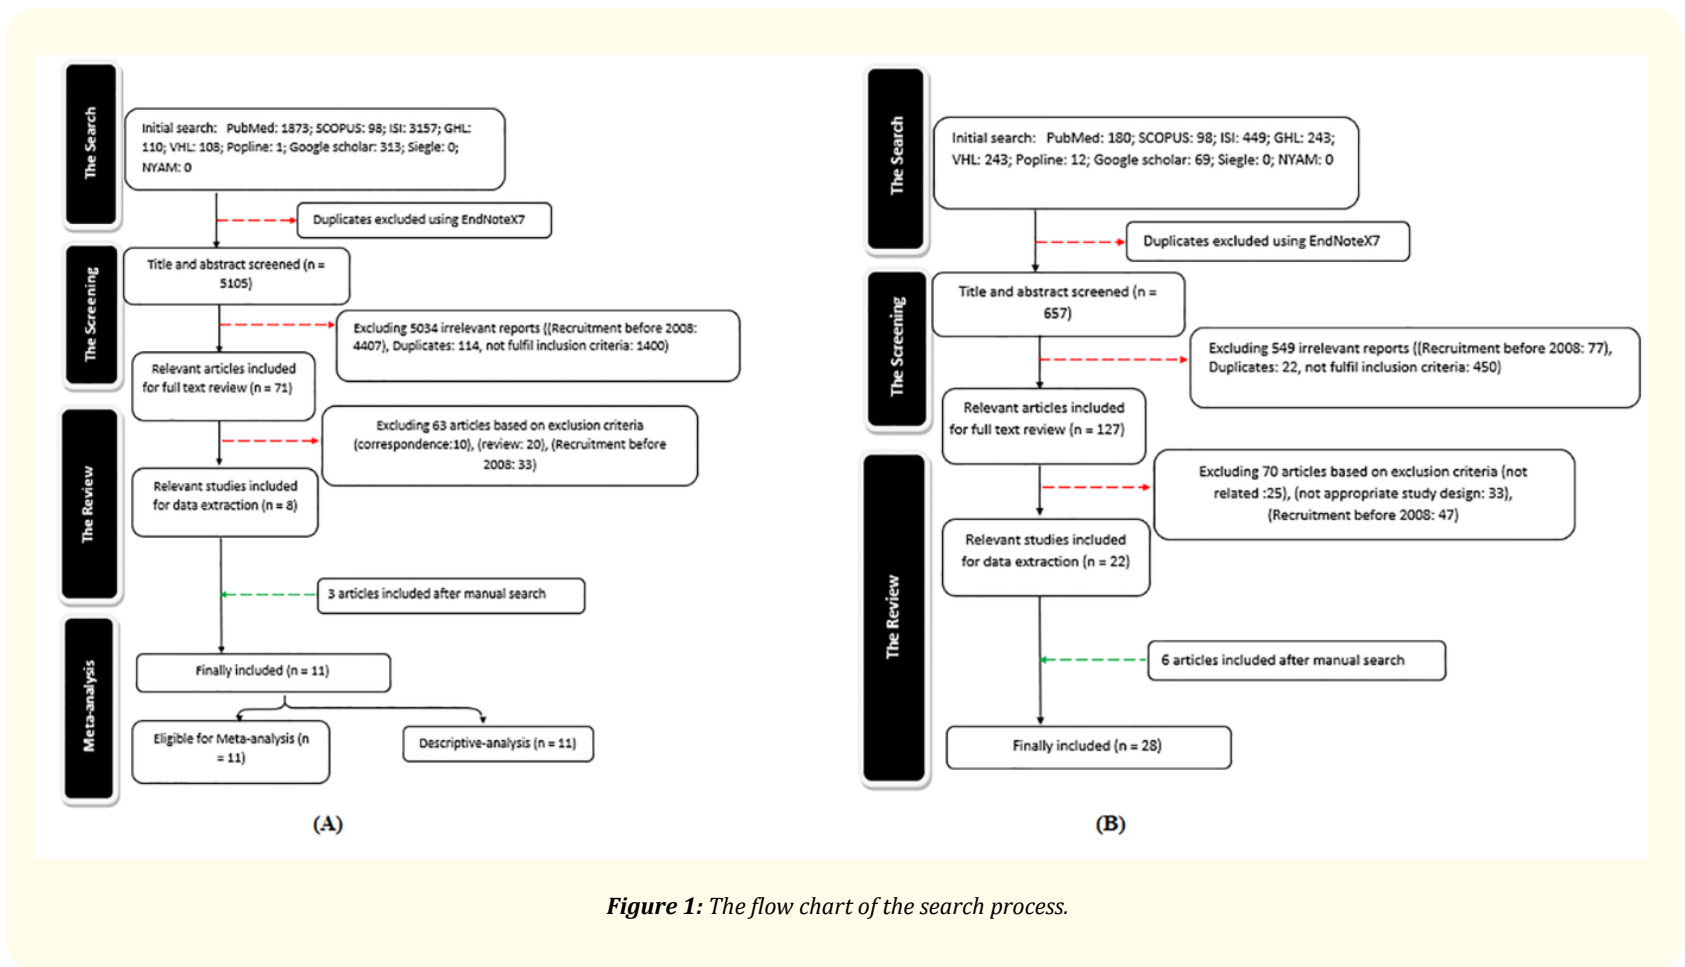 The Search
Initial search: PubMed: 1873; SCOPUS: 98; ISI: 3157; GHL:
110; VHL: 108; Popline: 1; Google scholar: 313; Siegle: 0;
NYAM: 0
Duplicates excluded using EndNoteX7
The Screening
Title and abstract screened (n =
5105)
Excluding 5034 irrelevant reports ((Recruitment before 2008:
4407), Duplicates: 114, not fulfil inclusion criteria: 1400)
Relevant articles included
for full text review (n = 71)
The Review
Excluding 63 articles based on exclusion criteria
(correspondence:10), (review: 20), (Recruitment before
2008: 33)
Relevant studies included
for data extraction (n = 8)
3 articles included after manual search
Meta-analysis
Finally included (n = 11)
Eligible for Meta-analysis (n
= 11)
Descriptive-analysis (n = 11)
(A)
The Search
Initial search: PubMed: 180; SCOPUS: 98; ISI: 449; GHL: 243;
VHL: 243; Popline: 12; Google scholar: 69; Siegle: 0; NYAM: 0
Duplicates excluded using EndNoteX7
The Screening
Title and abstract screened (n =
657)
Excluding 549 irrelevant reports ((Recruitment before 2008: 77),
Duplicates: 22, not fulfil inclusion criteria: 450)
Relevant articles included
for full text review (n = 127)
The Review
Excluding 70 articles based on exclusion criteria (not
related :25), (not appropriate study design: 33),
(Recruitment before 2008: 47)
Relevant studies included
for data extraction (n = 22)
6 articles included after manual search
Finally included (n = 28)
(B)
Figure 1: The flow chart of the search process.